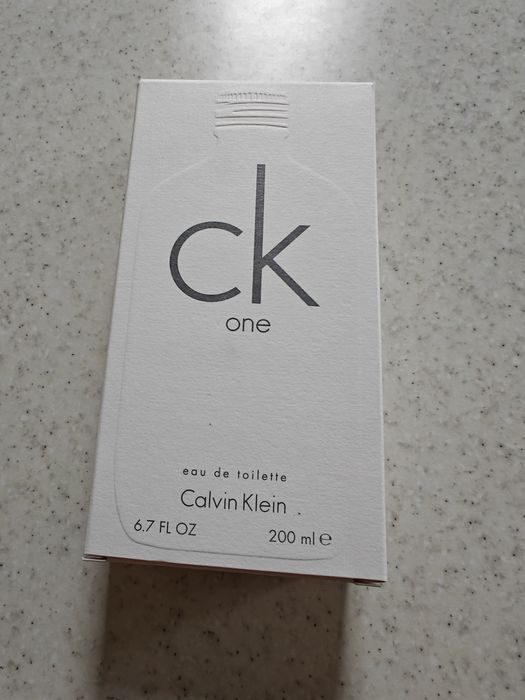 ck
one
eau de toilette
Calvin Klein
6.7 FL OZ 200 ml ℮